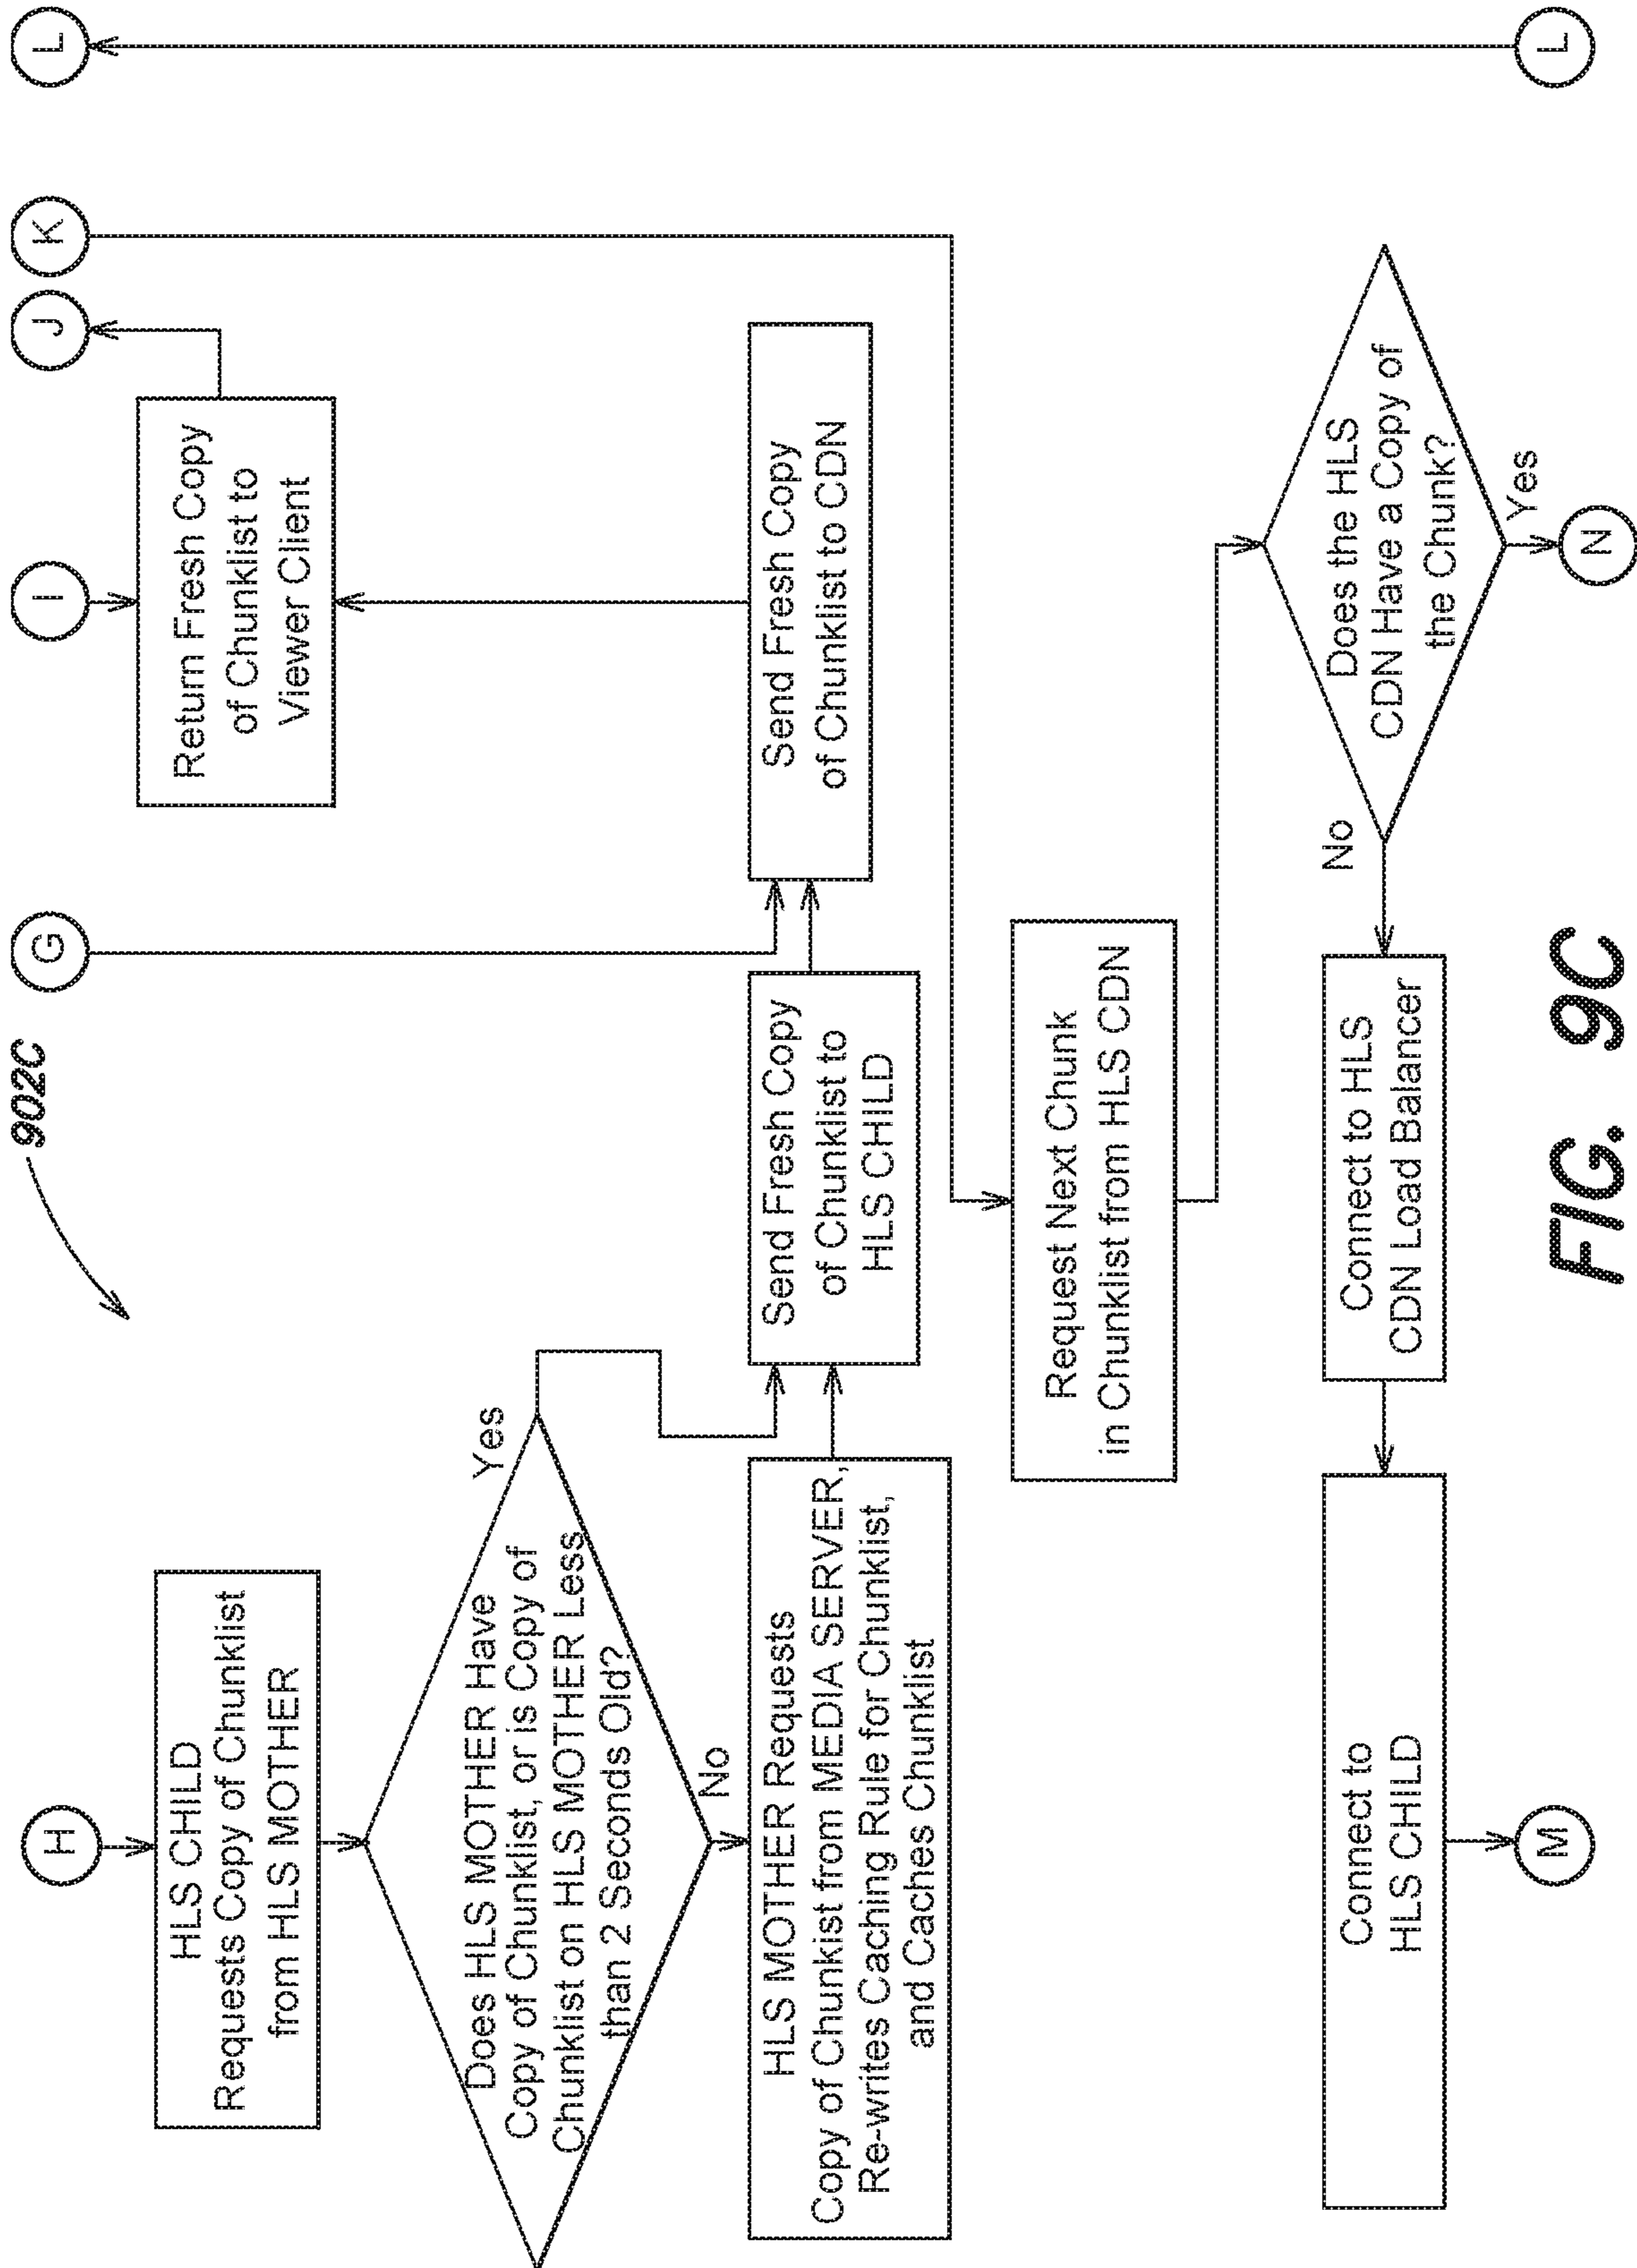 902C
H
G
I
J
K
L
HLS CHILD
Requests Copy of Chunklist
from HLS MOTHER
Return Fresh Copy
of Chunklist to
Viewer Client
Does HLS MOTHER Have
Copy of Chunklist, or is Copy of
Chunklist on HLS MOTHER Less
than 2 Seconds Old?
Yes
No
HLS MOTHER Requests
Copy of Chunklist from MEDIA SERVER,
Re-writes Caching Rule for Chunklist,
and Caches Chunklist
Send Fresh Copy
of Chunklist to
HLS CHILD
Send Fresh Copy
of Chunklist to CDN
Request Next Chunk
in Chunklist from HLS CDN
Does the HLS
CDN Have a Copy of
the Chunk?
No
Yes
Connect to HLS
CDN Load Balancer
Connect to
HLS CHILD
M
N
L
FIG. 9C